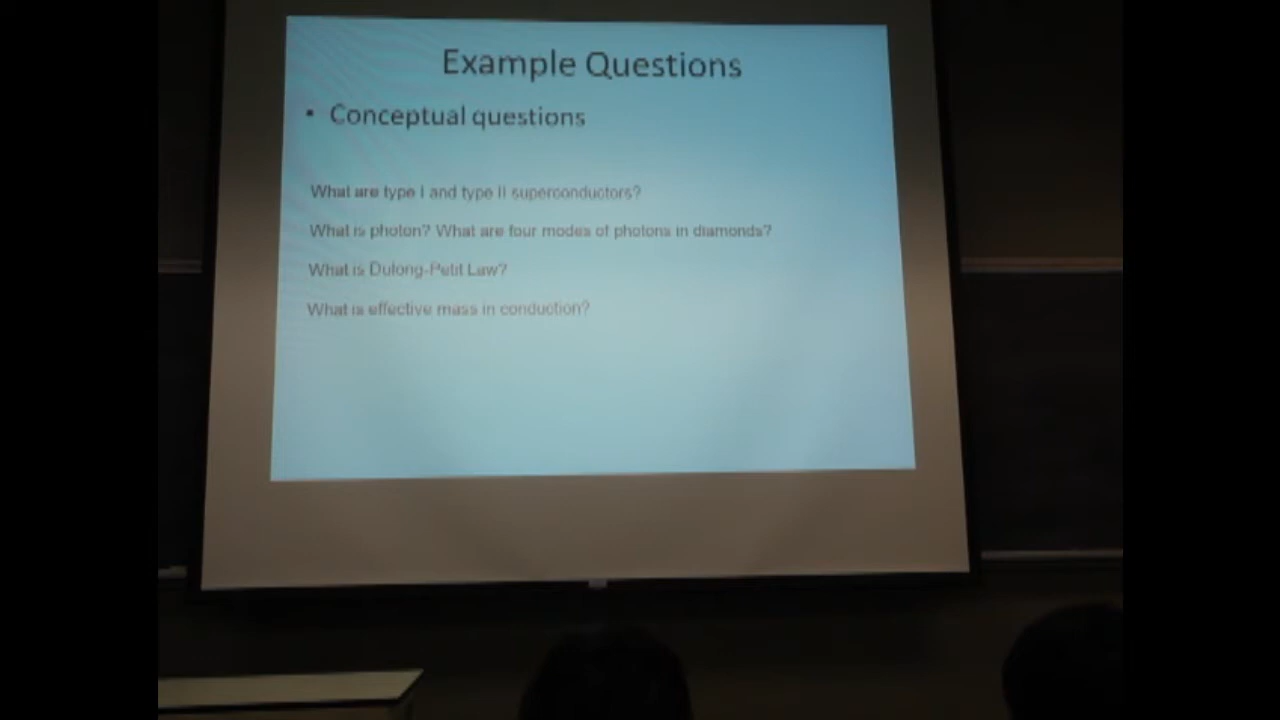 Example Questions
• Conceptual questions
What are type I and type II superconductors?
What is photon? What are four modes of photons in diamonds?
What is Dulong-Petit Law?
What is effective mass in conduction?